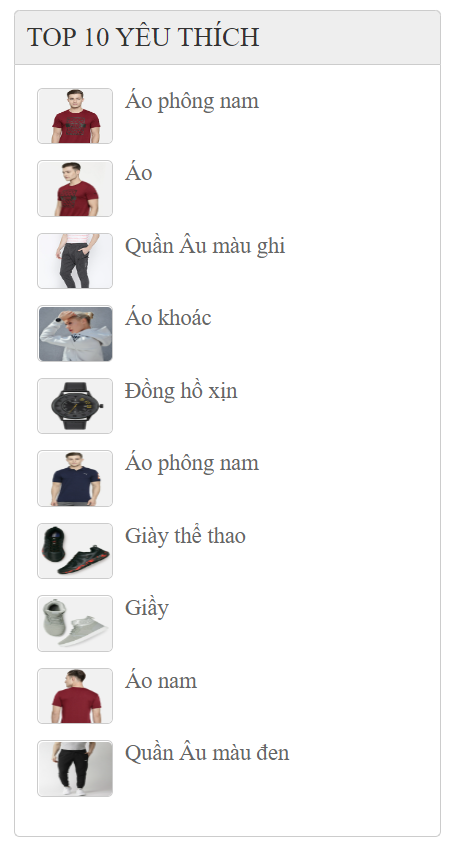 TOP 10 YÊU THÍCH
Áo phông nam
Áo
Quần Âu màu ghi
Áo khoác
Đồng hồ xịn
Áo phông nam
Giày thể thao
Giầy
Áo nam
Quần Âu màu đen